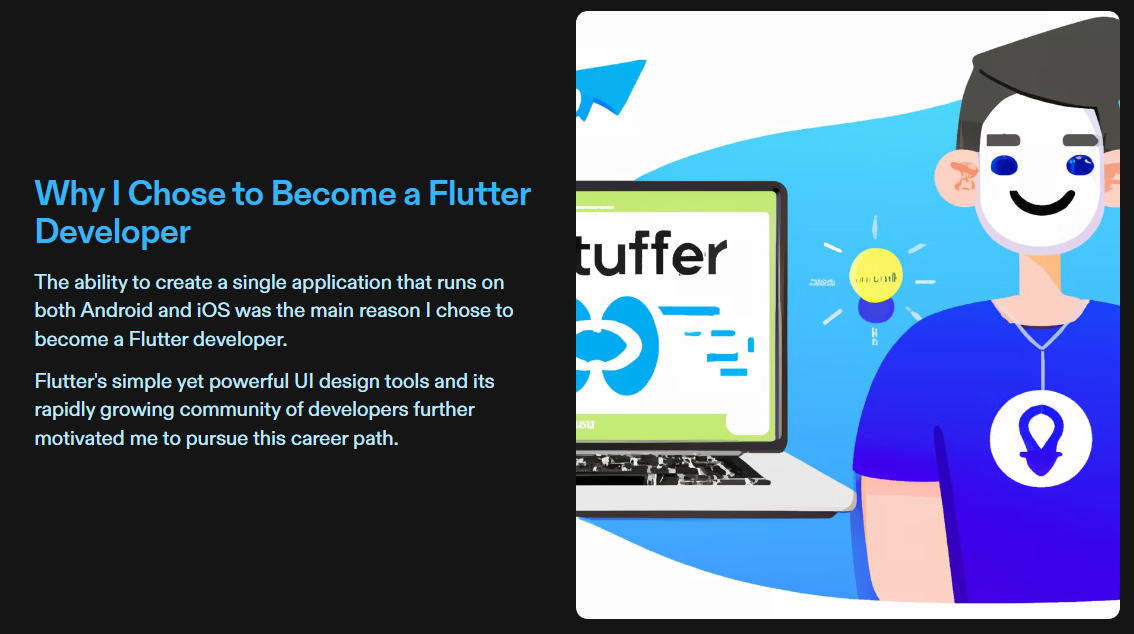 Why I Chose to Become a Flutter
Developer
The ability to create a single application that runs on
both Android and iOS was the main reason I chose to
become a Flutter developer.
Flutter's simple yet powerful UI design tools and its
rapidly growing community of developers further
motivated me to pursue this career path.
tuffer